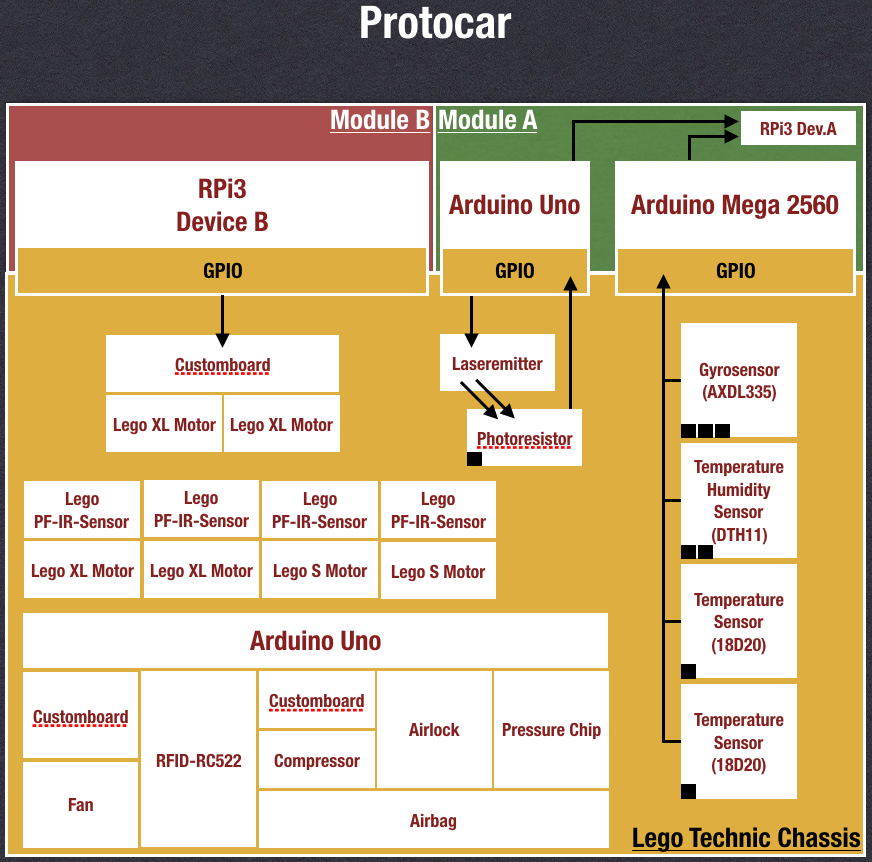 Protocar
Module B
Module A
RPi3 Dev.A
RPi3
Device B
Arduino Uno
Arduino Mega 2560
GPIO
GPIO
GPIO
Customboard
Lego XL Motor
Lego XL Motor
Laseremitter
Photoresistor
Gyrosensor
(AXDL335)
Temperature
Humidity
Sensor
(DTH11)
Temperature
Sensor
(18D20)
Temperature
Sensor
(18D20)
Lego
PF-IR-Sensor
Lego
PF-IR-Sensor
Lego
PF-IR-Sensor
Lego
PF-IR-Sensor
Lego XL Motor
Lego XL Motor
Lego S Motor
Lego S Motor
Arduino Uno
Customboard
Fan
RFID-RC522
Customboard
Compressor
Airlock
Pressure Chip
Airbag
Lego Technic Chassis